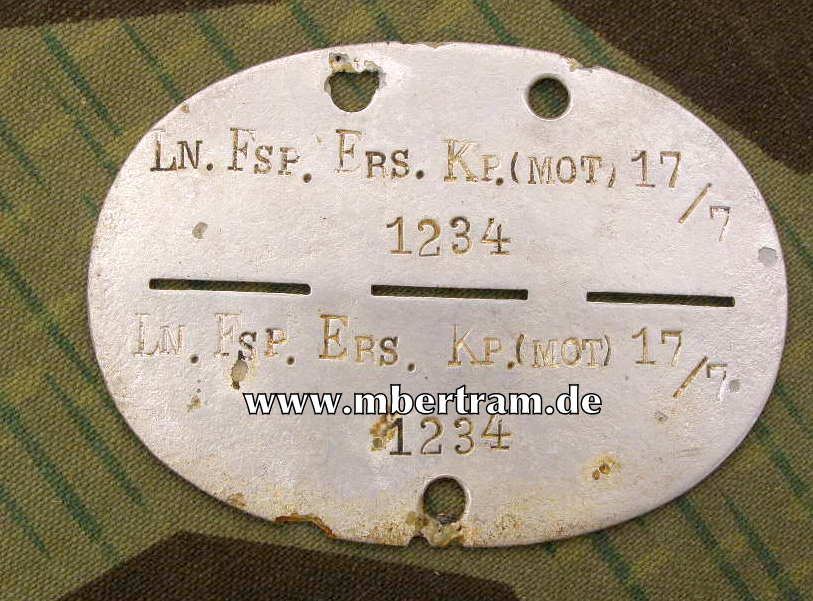 LN. FSP. ERS. KP. (MOT) 17/7
1234
LN. FSP. ERS. KP. (MOT) 17/7
www.mbertram.de
1234